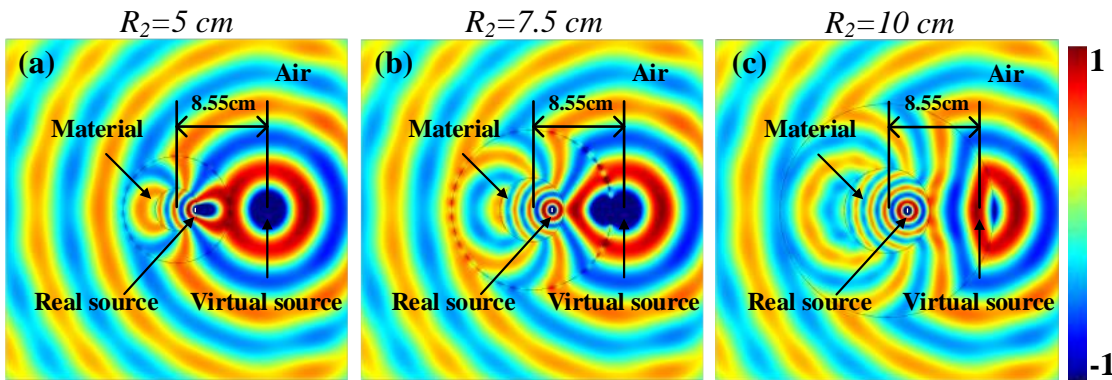 R2=5 cm
R2=7.5 cm
R2=10 cm
(a)
Air
8.55cm
Material
Real source
Virtual source
(b)
Air
8.55cm
Material
Real source
Virtual source
(c)
Air
8.55cm
Material
Real source
Virtual source
1
-1